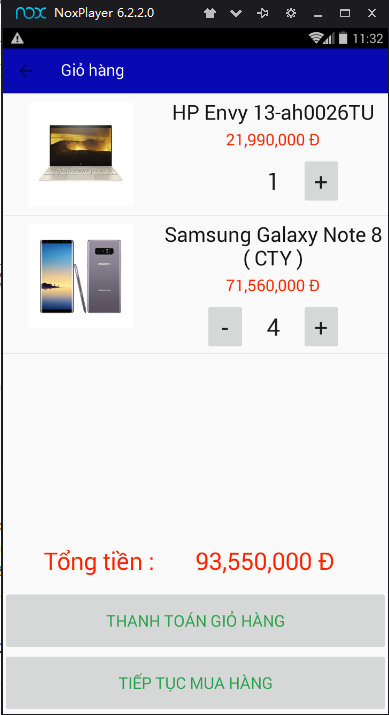 nox NoxPlayer 6.2.2.0
11:32
Giỏ hàng
HP Envy 13-ah0026TU
21,990,000 Đ
1 +
Samsung Galaxy Note 8
( CTY )
71,560,000 Đ
- 4 +
Tổng tiền : 93,550,000 Đ
THANH TOÁN GIỎ HÀNG
TIẾP TỤC MUA HÀNG